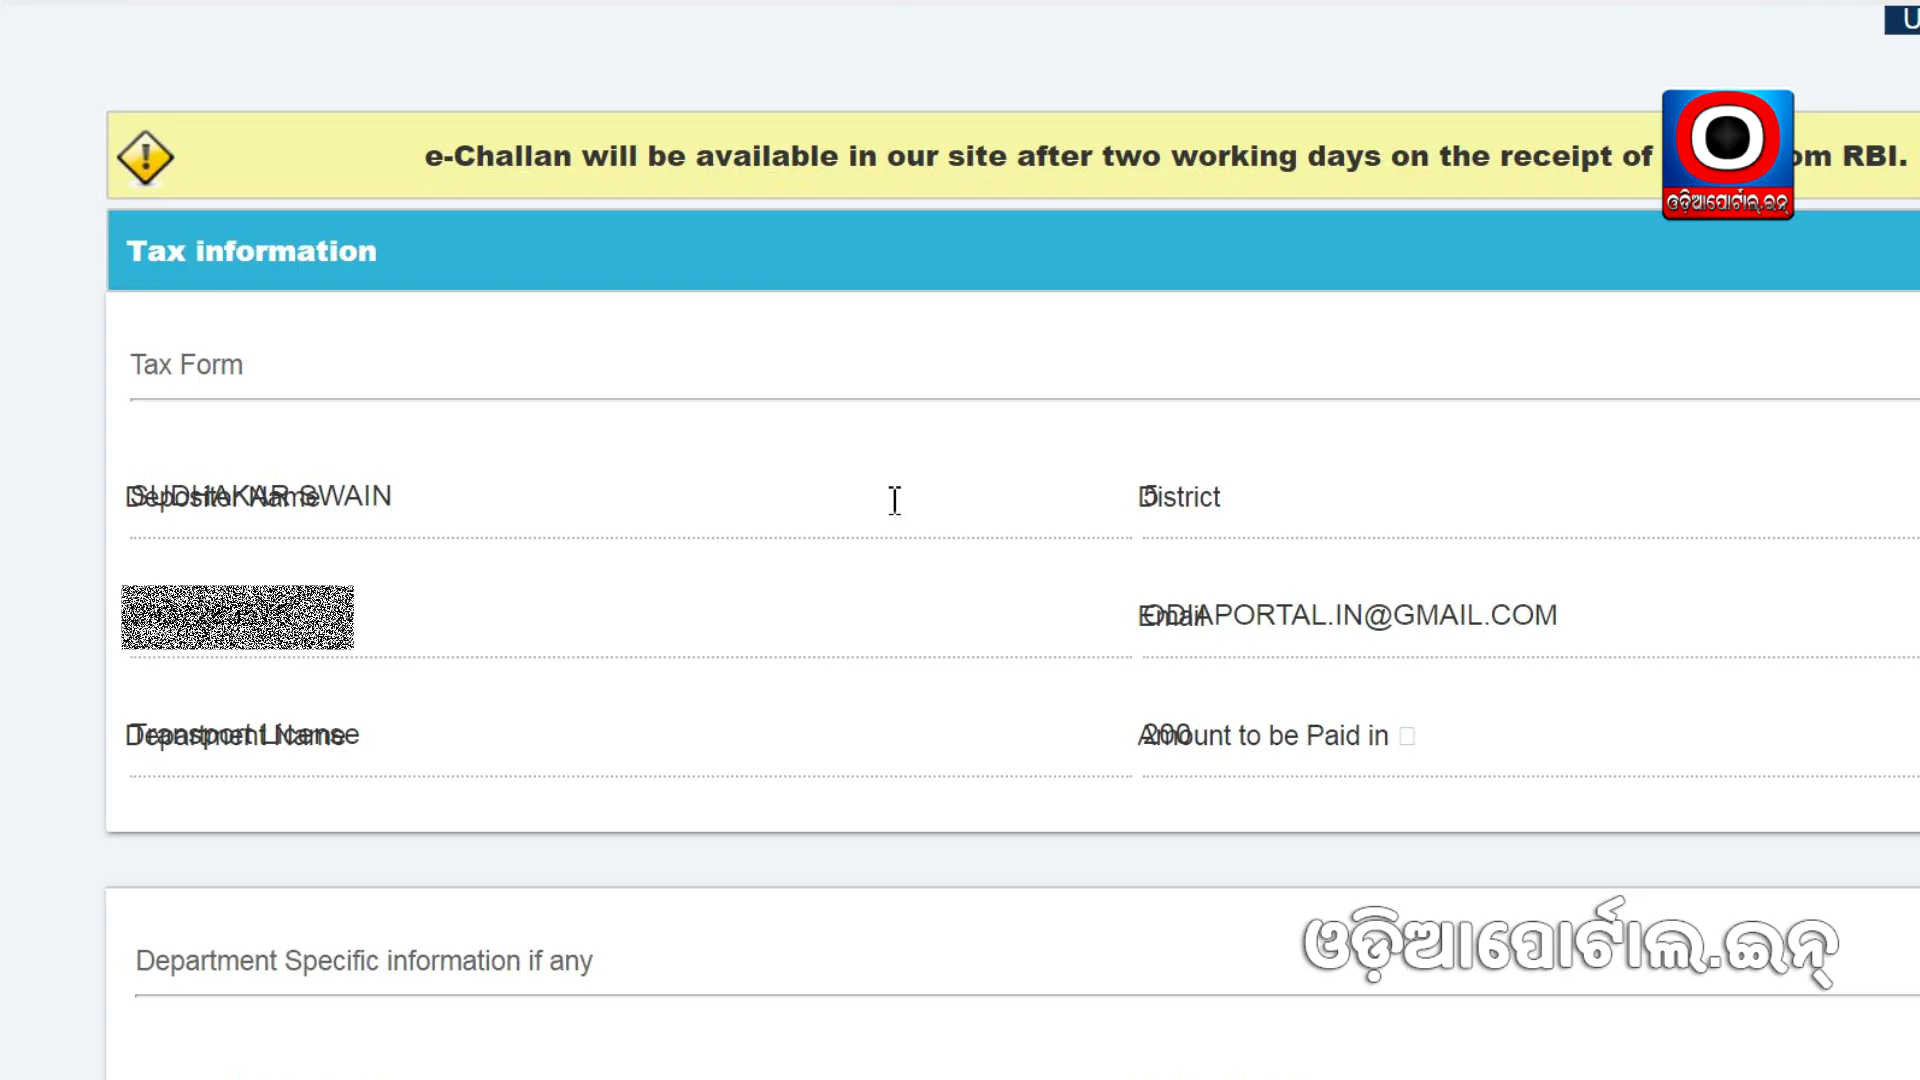 U
e-Challan will be available in our site after two working days on the receipt of
om RBI.
ଓଡ଼ିଆପୋର୍ଟାଲ.ଇନ୍
Tax information
Tax Form
Depositor Name
SUDHAKAR SWAIN
District
5
Email
ODIAPORTAL.IN@GMAIL.COM
Department Name
Transport License
Amount to be Paid in
200
Department Specific information if any
ଓଡ଼ିଆପୋର୍ଟାଲ.ଇନ୍